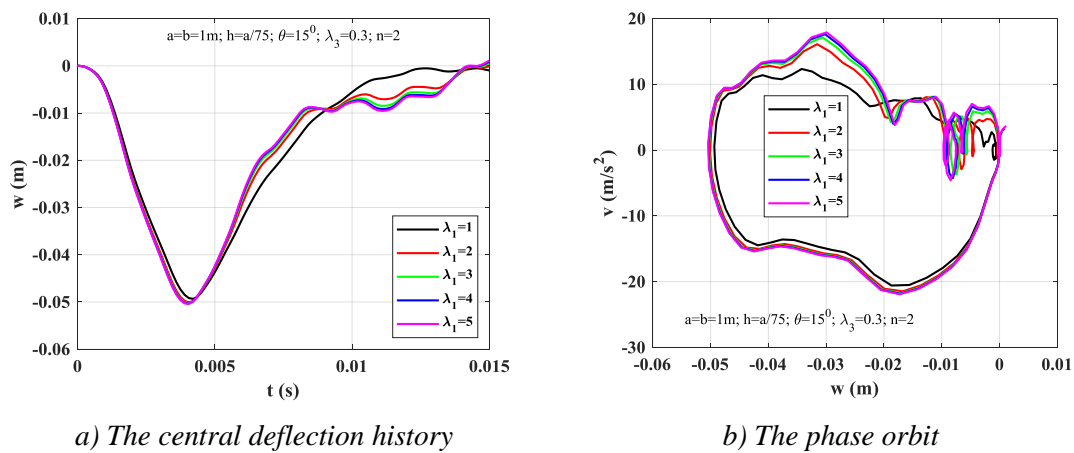 a=b=1m; h=a/75; θ=15⁰; λ₃=0.3; n=2
w (m)
0.01
0
-0.01
-0.02
-0.03
-0.04
-0.05
-0.06
λ₁=1
λ₁=2
λ₁=3
λ₁=4
λ₁=5
0 0.005 0.01 0.015
t (s)
a) The central deflection history
v (m/s²)
20
10
0
-10
-20
-30
λ₁=1
λ₁=2
λ₁=3
λ₁=4
λ₁=5
a=b=1m; h=a/75; θ=15⁰; λ₃=0.3; n=2
-0.06 -0.05 -0.04 -0.03 -0.02 -0.01 0 0.01
w (m)
b) The phase orbit